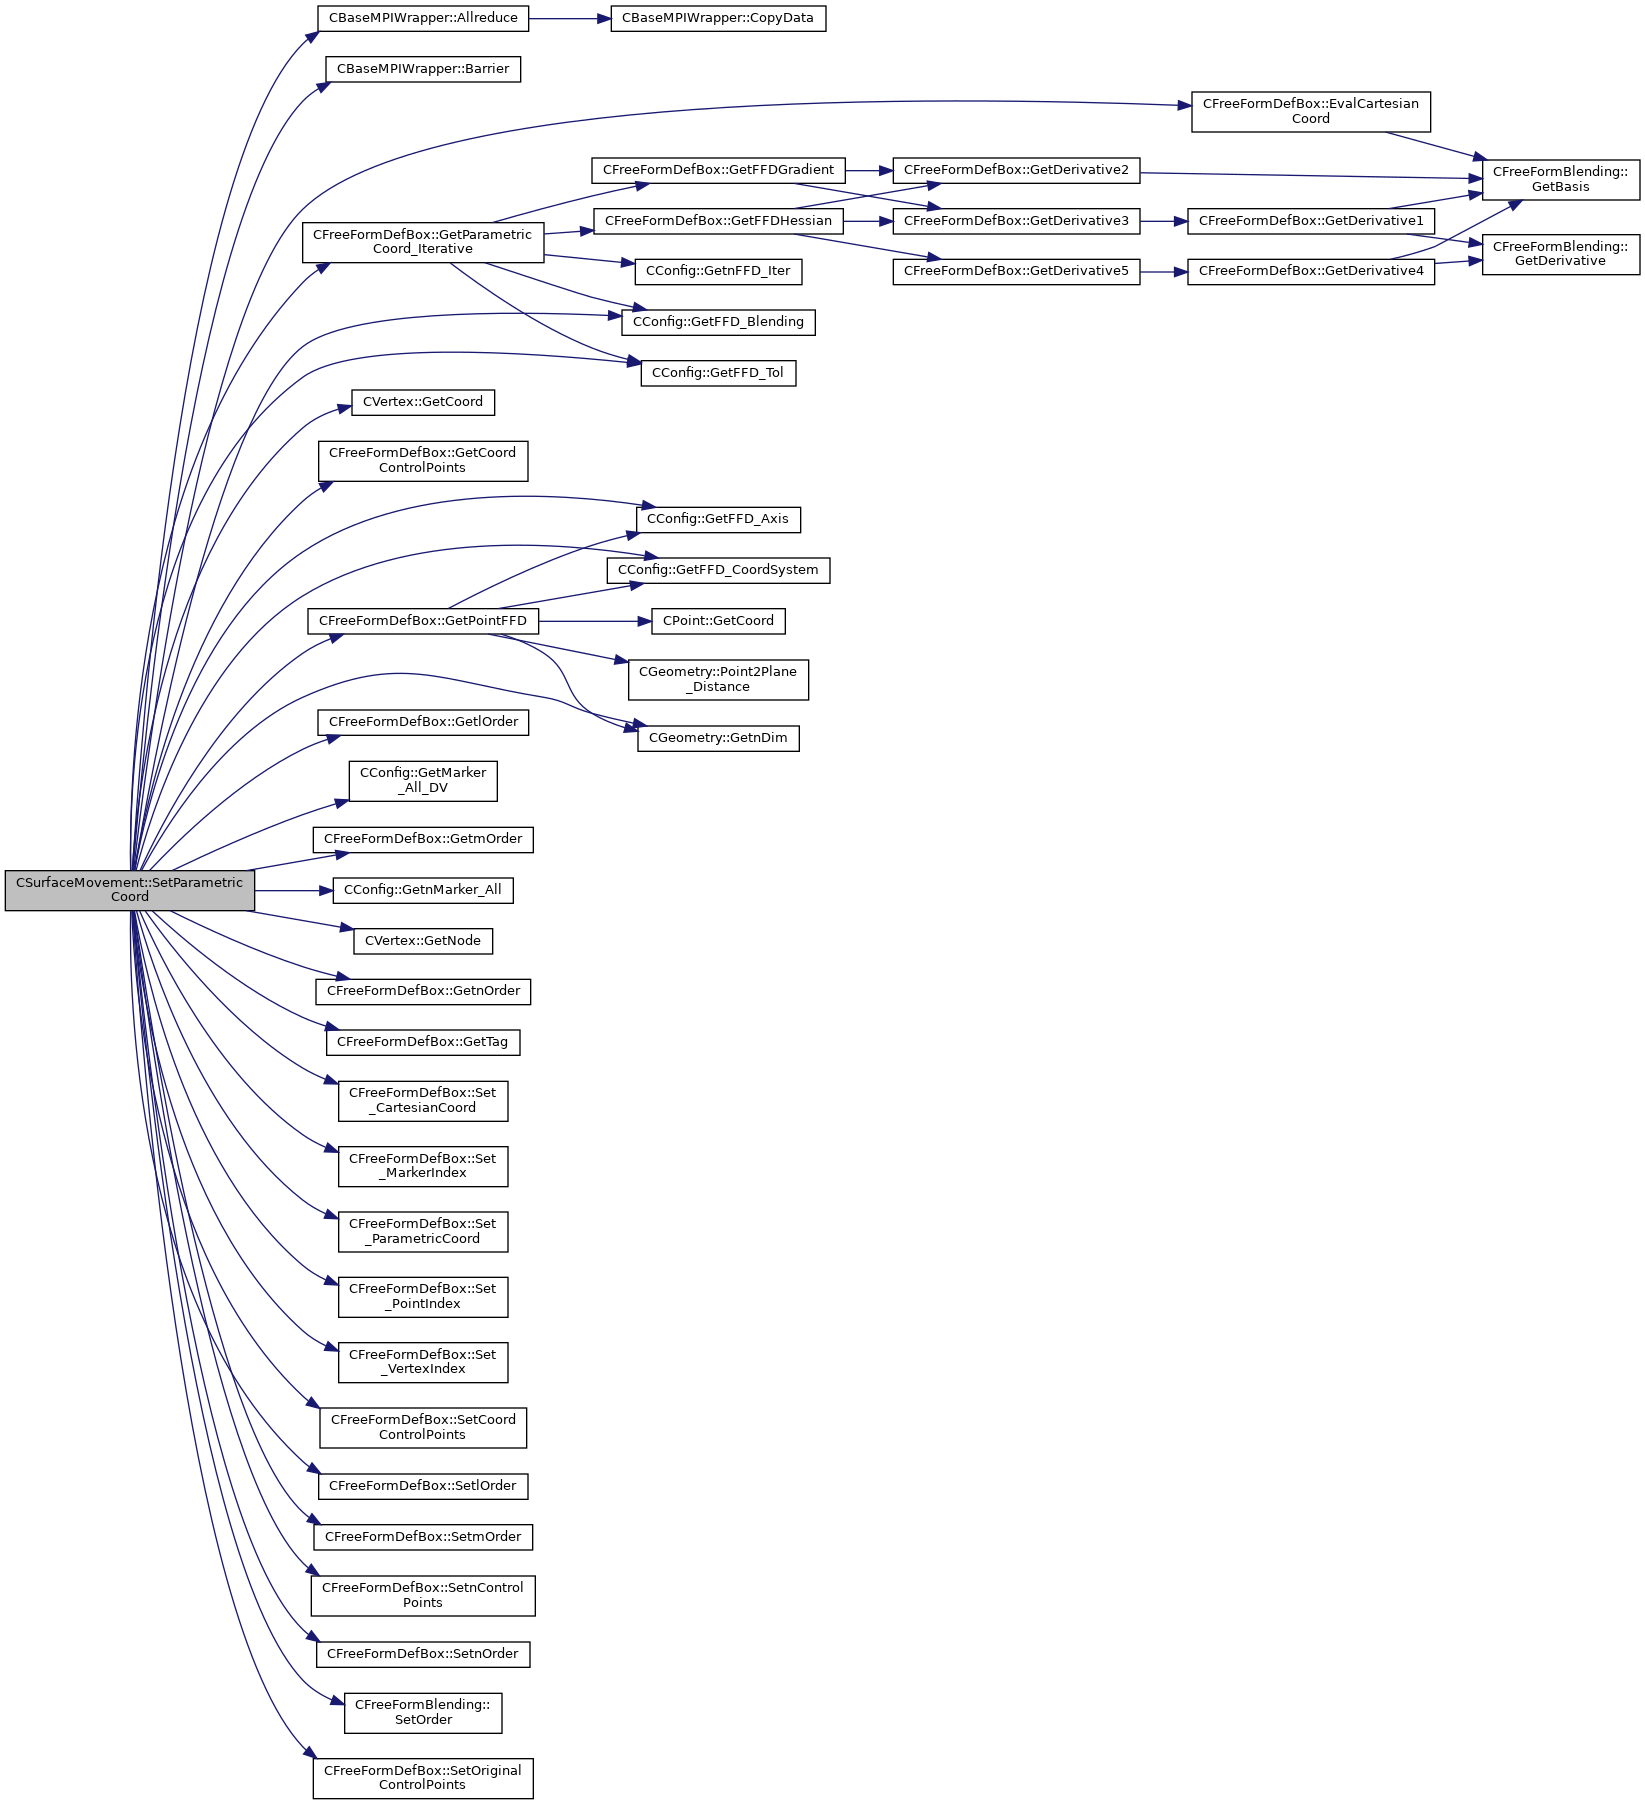 CBaseMPIWrapper::Allreduce
CBaseMPIWrapper::CopyData
CBaseMPIWrapper::Barrier
CFreeFormDefBox::EvalCartesian
Coord
CFreeFormDefBox::GetFFDGradient
CFreeFormDefBox::GetDerivative2
CFreeFormBlending::
GetBasis
CFreeFormDefBox::GetFFDHessian
CFreeFormDefBox::GetDerivative3
CFreeFormDefBox::GetDerivative1
CFreeFormDefBox::GetParametric
Coord_Iterative
CFreeFormBlending::
GetDerivative
CConfig::GetnFFD_Iter
CFreeFormDefBox::GetDerivative5
CFreeFormDefBox::GetDerivative4
CConfig::GetFFD_Blending
CConfig::GetFFD_Tol
CVertex::GetCoord
CFreeFormDefBox::GetCoord
ControlPoints
CConfig::GetFFD_Axis
CConfig::GetFFD_CoordSystem
CFreeFormDefBox::GetPointFFD
CPoint::GetCoord
CGeometry::Point2Plane
_Distance
CFreeFormDefBox::GetlOrder
CGeometry::GetnDim
CConfig::GetMarker
_All_DV
CFreeFormDefBox::GetmOrder
CSurfaceMovement::SetParametric
Coord
CConfig::GetnMarker_All
CVertex::GetNode
CFreeFormDefBox::GetnOrder
CFreeFormDefBox::GetTag
CFreeFormDefBox::Set
_CartesianCoord
CFreeFormDefBox::Set
_MarkerIndex
CFreeFormDefBox::Set
_ParametricCoord
CFreeFormDefBox::Set
_PointIndex
CFreeFormDefBox::Set
_VertexIndex
CFreeFormDefBox::SetCoord
ControlPoints
CFreeFormDefBox::SetlOrder
CFreeFormDefBox::SetmOrder
CFreeFormDefBox::SetnControl
Points
CFreeFormDefBox::SetnOrder
CFreeFormBlending::
SetOrder
CFreeFormDefBox::SetOriginal
ControlPoints